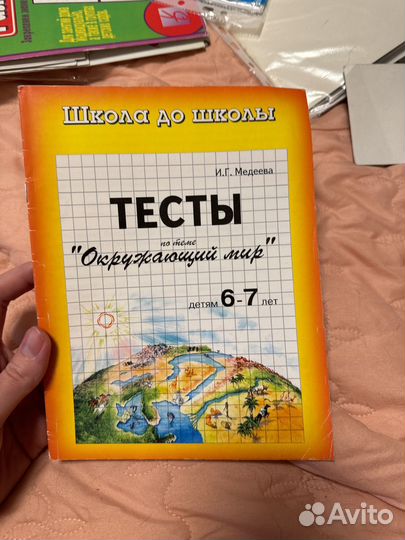 Школа до школы
И.Г. Медеева
ТЕСТЫ
по теме
"Окружающий мир"
детям 6-7 лет
Avito